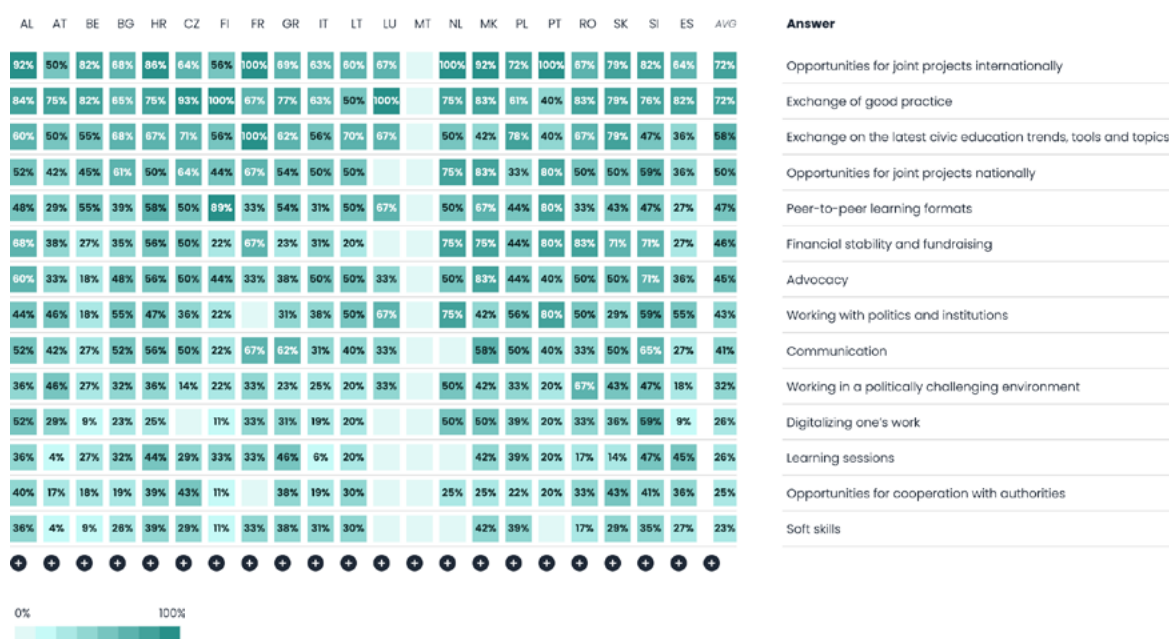 AL AT BE BG HR CZ FI FR GR IT LT LU MT NL MK PL PT RO SK SI ES AVG Answer
92% 50% 82% 68% 86% 64% 56% 100% 69% 63% 60% 67% 100% 92% 72% 100% 67% 79% 82% 64% 72% Opportunities for joint projects internationally
84% 75% 82% 65% 75% 93% 100% 67% 77% 63% 50% 100% 75% 83% 61% 40% 83% 79% 76% 82% 72% Exchange of good practice
60% 50% 55% 68% 67% 71% 56% 100% 62% 56% 70% 67% 50% 42% 78% 40% 67% 79% 47% 36% 58% Exchange on the latest civic education trends, tools and topics
52% 42% 45% 61% 50% 64% 44% 67% 54% 50% 50% 75% 83% 33% 80% 50% 50% 59% 36% 50% Opportunities for joint projects nationally
48% 29% 55% 39% 58% 50% 89% 33% 54% 31% 50% 67% 50% 67% 44% 80% 33% 43% 47% 27% 47% Peer-to-peer learning formats
68% 38% 27% 35% 56% 50% 22% 67% 23% 31% 20% 75% 75% 44% 80% 83% 71% 71% 27% 46% Financial stability and fundraising
60% 33% 18% 48% 56% 50% 44% 33% 38% 50% 50% 33% 50% 83% 44% 40% 50% 50% 71% 36% 45% Advocacy
44% 46% 18% 55% 47% 36% 22% 31% 38% 50% 67% 75% 42% 56% 80% 50% 29% 59% 55% 43% Working with politics and institutions
52% 42% 27% 52% 56% 50% 22% 67% 62% 31% 40% 33% 58% 50% 40% 33% 50% 65% 27% 41% Communication
36% 46% 27% 32% 36% 14% 22% 33% 23% 25% 20% 33% 50% 42% 33% 20% 67% 43% 47% 18% 32% Working in a politically challenging environment
52% 29% 9% 23% 25% 11% 33% 31% 19% 20% 50% 50% 39% 20% 33% 36% 59% 9% 26% Digitalizing one's work
36% 4% 27% 32% 44% 29% 33% 33% 46% 6% 20% 42% 39% 20% 17% 14% 47% 45% 26% Learning sessions
40% 17% 18% 19% 39% 43% 11% 38% 19% 30% 25% 25% 22% 20% 33% 43% 41% 36% 25% Opportunities for cooperation with authorities
36% 4% 9% 26% 39% 29% 11% 33% 38% 31% 30% 42% 39% 17% 29% 35% 27% 23% Soft skills
0% 100%